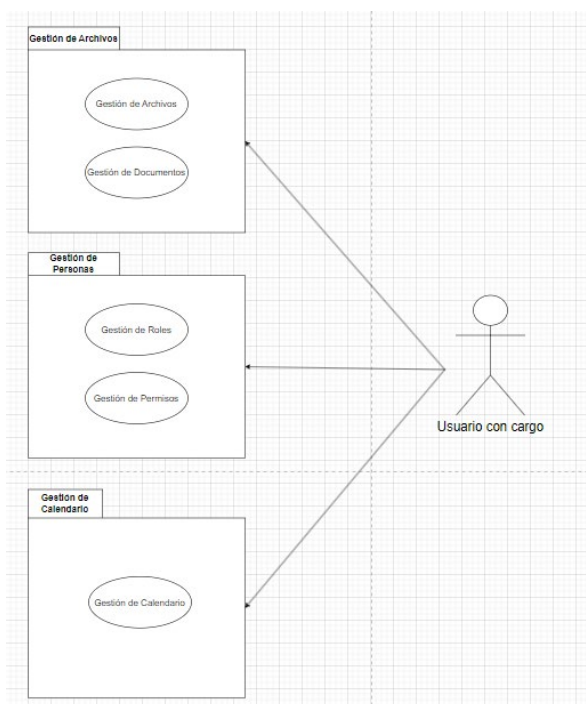 Gestión de Archivos
Gestión de Archivos
Gestión de Documentos
Gestión de
Personas
Gestión de Roles
Gestión de Permisos
Usuario con cargo
Gestión de
Calendario
Gestión de Calendario